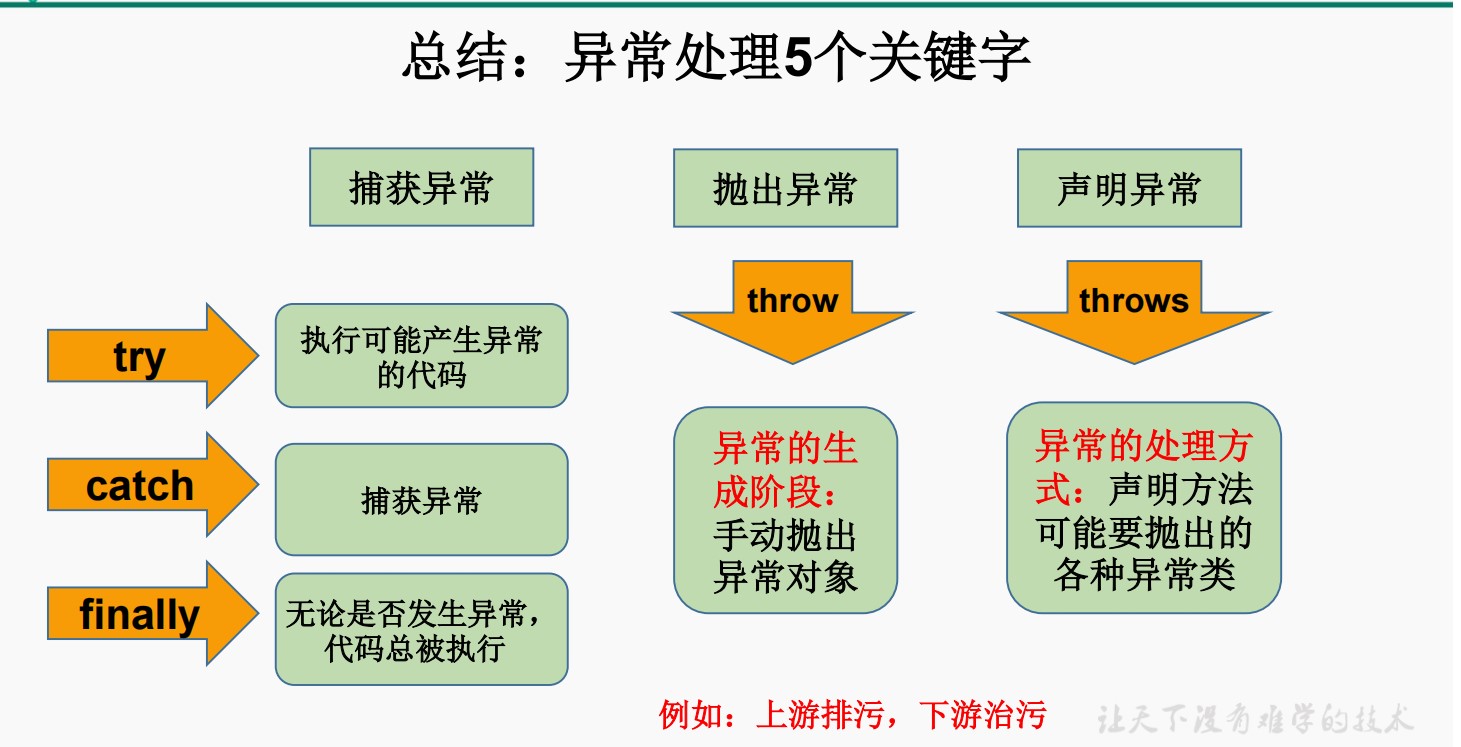 总结：异常处理5个关键字
捕获异常
抛出异常
声明异常
throw
throws
try
执行可能产生异常
的代码
catch
捕获异常
finally
无论是否发生异常，
代码总被执行
异常的生
成阶段：
手动抛出
异常对象
异常的处理方
式：声明方法
可能要抛出的
各种异常类
例如：上游排污，下游治污
让天下没有难学的技术